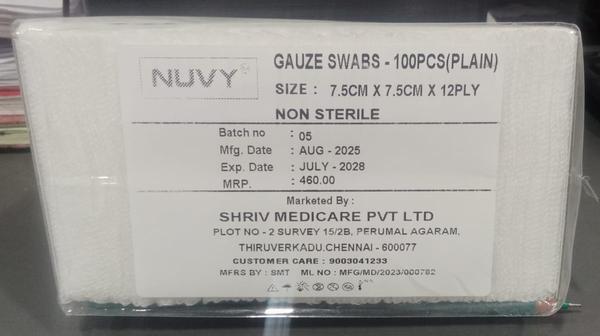 NUVY
GAUZE SWABS - 100PCS(PLAIN)
SIZE : 7.5CM X 7.5CM X 12PLY
NON STERILE
Batch no : 05
Mfg. Date : AUG - 2025
Exp. Date : JULY - 2028
MRP. : 460.00
Marketed By :
SHRIV MEDICARE PVT LTD
PLOT NO - 2 SURVEY 15/2B, PERUMAL AGARAM,
THIRUVERKADU.CHENNAI - 600077
CUSTOMER CARE : 9003041233
MFRS BY : SMT ML NO : MFG/MD/2023/000782